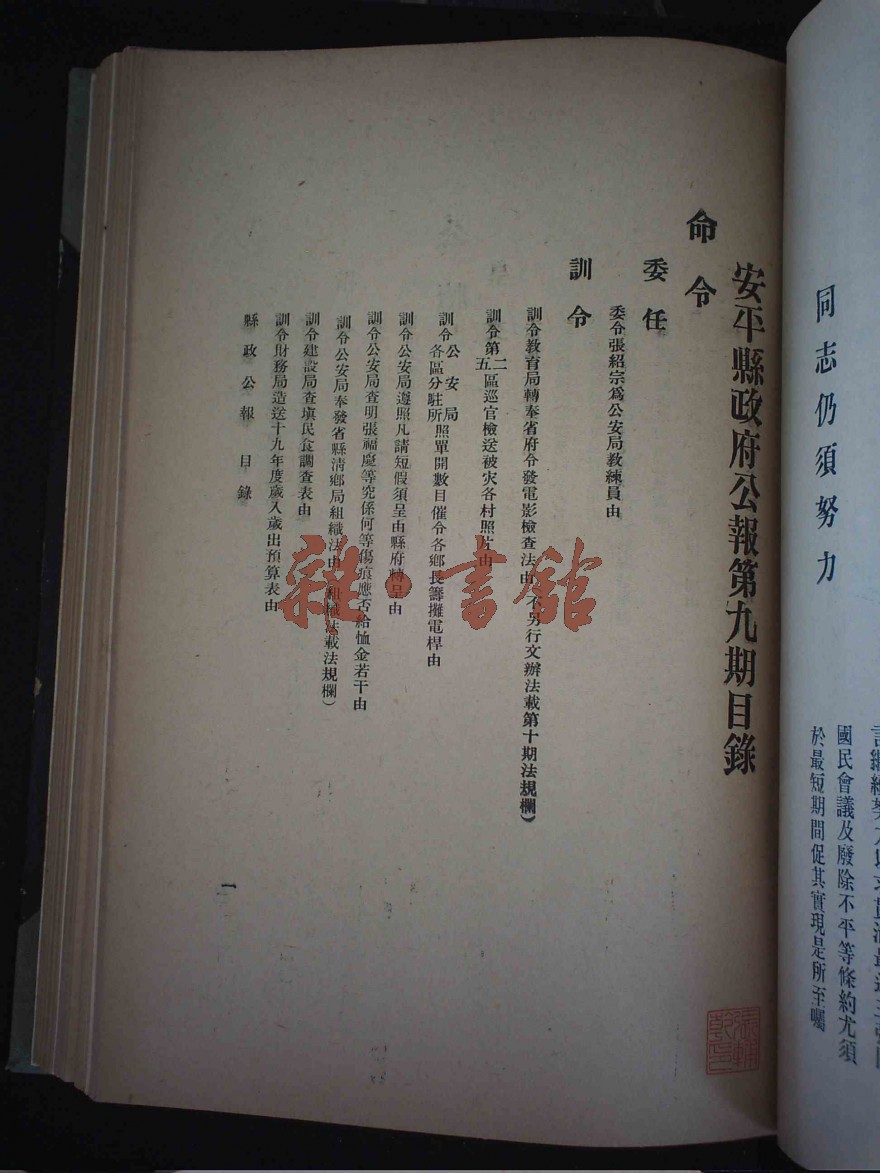 同志仍須努力
國民會議及廢除不平等條約尤須
於最短期間促其實現是所至囑
安平縣政府公報第九期目錄
命令
委任
委令張紹宗爲公安局教練員由
訓令
訓令教育局轉奉省府令發電影檢查法由 不另行文辦法載第十期法規欄)
訓令第二五區巡官檢送被灾各村照片由
訓令公安局各區分駐所照單開數目催令各鄉長籌攤電桿由
訓令公安局遵照凡請短假須呈由縣府轉呈由
訓令公安局查明張福慶等究係何等傷痕應否給恤金若干由
訓令公安局奉發省縣清鄉局組織法由 組織法載法規欄)
訓令建設局查塡民食調查表由
訓令財務局造送十九年度歲入歲出預算表由
縣政公報 目錄
一
雜·書館